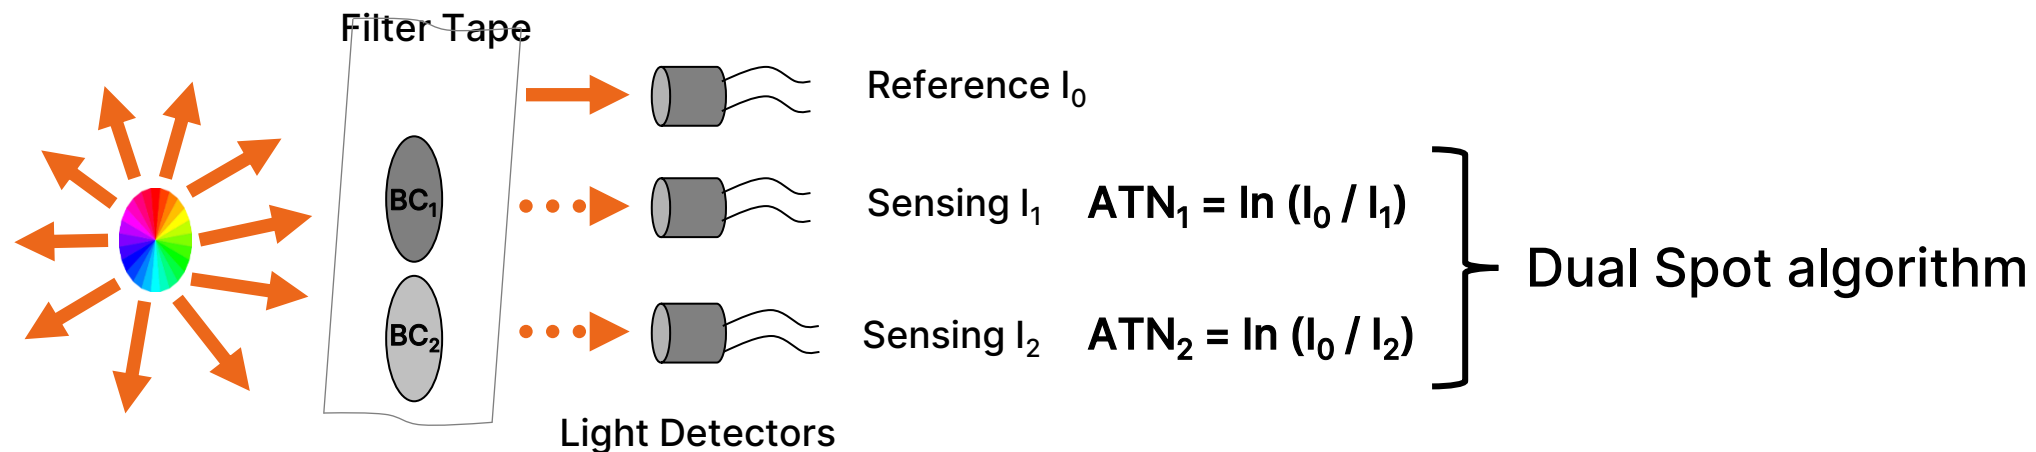 Filter Tape
Reference I₀
BC₁ Sensing I₁ ATN₁ = ln (I₀ / I₁)
Dual Spot algorithm
BC₂ Sensing I₂ ATN₂ = ln (I₀ / I₂)
Light Detectors